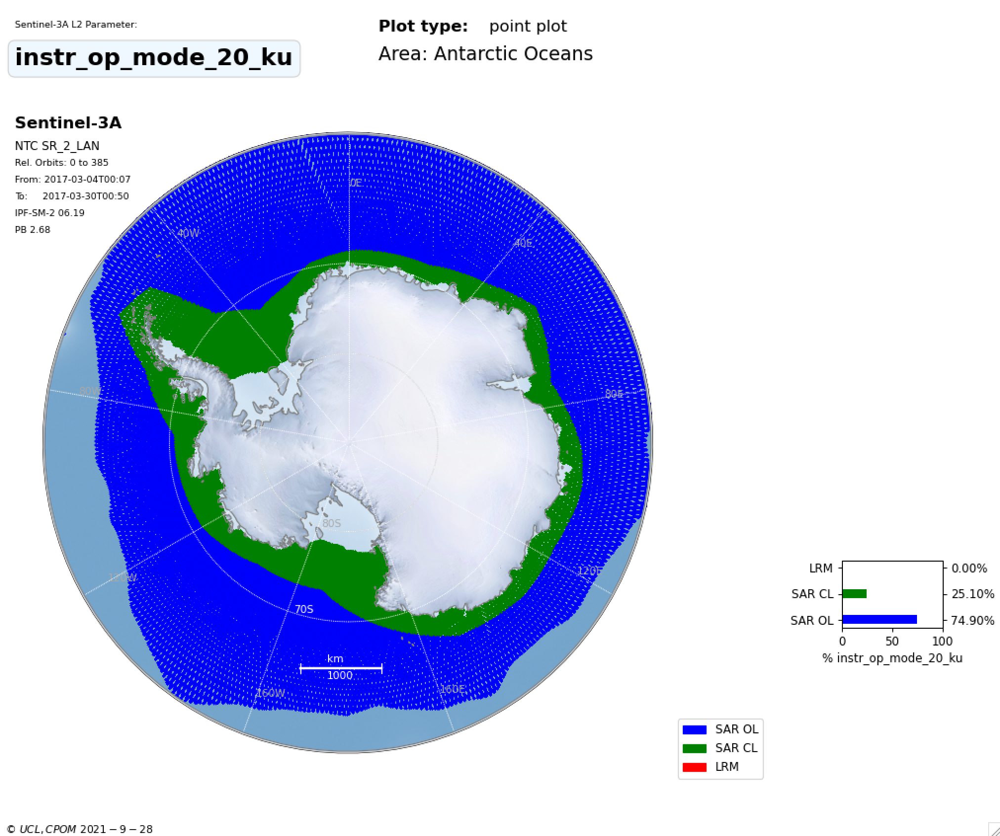 Sentinel-3A L2 Parameter:
instr_op_mode_20_ku
Plot type: point plot
Area: Antarctic Oceans
Sentinel-3A
NTC SR_2_LAN
Rel. Orbits: 0 to 385
From: 2017-03-04T00:07
To: 2017-03-30T00:50
IPF-SM-2 06.19
PB 2.68
0E
40W
40E
80W
80E
80S
120W
120E
70S
km
1000
160W
160E
LRM 0.00%
SAR CL 25.10%
SAR OL 74.90%
0 50 100
% instr_op_mode_20_ku
SAR OL
SAR CL
LRM
© UCL, CPOM 2021 − 9 − 28